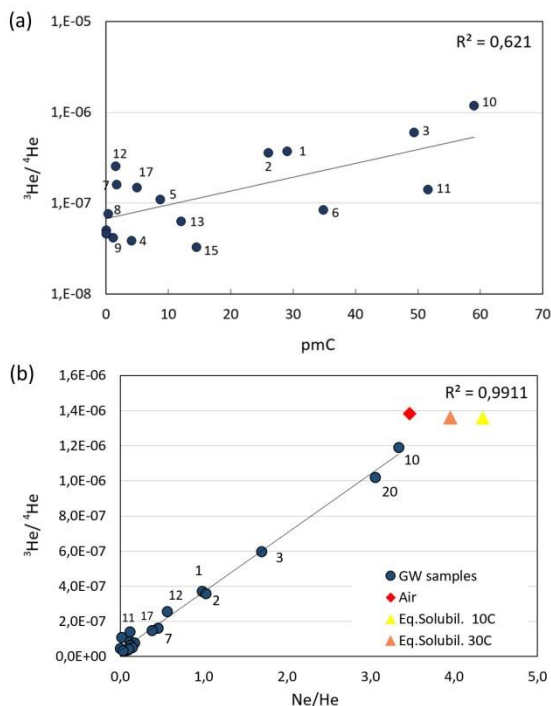 (a)
R² = 0,621
³He/ ⁴He
1,E-05
1,E-06
1,E-07
1,E-08
12
7
17
8
5
9
4
13
15
2
1
6
3
11
10
0
10
20
30
40
50
60
70
pmC
(b)
R² = 0,9911
³He/ ⁴He
1,6E-06
1,4E-06
1,2E-06
1,0E-06
8,0E-07
6,0E-07
4,0E-07
2,0E-07
0,0E+00
10
20
3
1
2
12
11
17
7
GW samples
Air
Eq.Solubil. 10C
Eq.Solubil. 30C
0,0
1,0
2,0
3,0
4,0
5,0
Ne/He